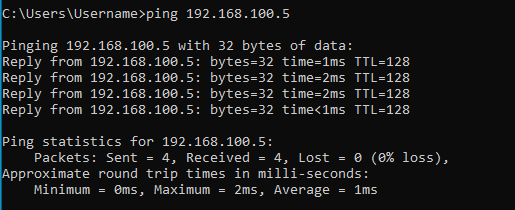 C:\Users\Username>ping 192.168.100.5
Pinging 192.168.100.5 with 32 bytes of data:
Reply from 192.168.100.5: bytes=32 time=1ms TTL=128
Reply from 192.168.100.5: bytes=32 time=2ms TTL=128
Reply from 192.168.100.5: bytes=32 time=2ms TTL=128
Reply from 192.168.100.5: bytes=32 time<1ms TTL=128
Ping statistics for 192.168.100.5:
    Packets: Sent = 4, Received = 4, Lost = 0 (0% loss),
Approximate round trip times in milli-seconds:
    Minimum = 0ms, Maximum = 2ms, Average = 1ms